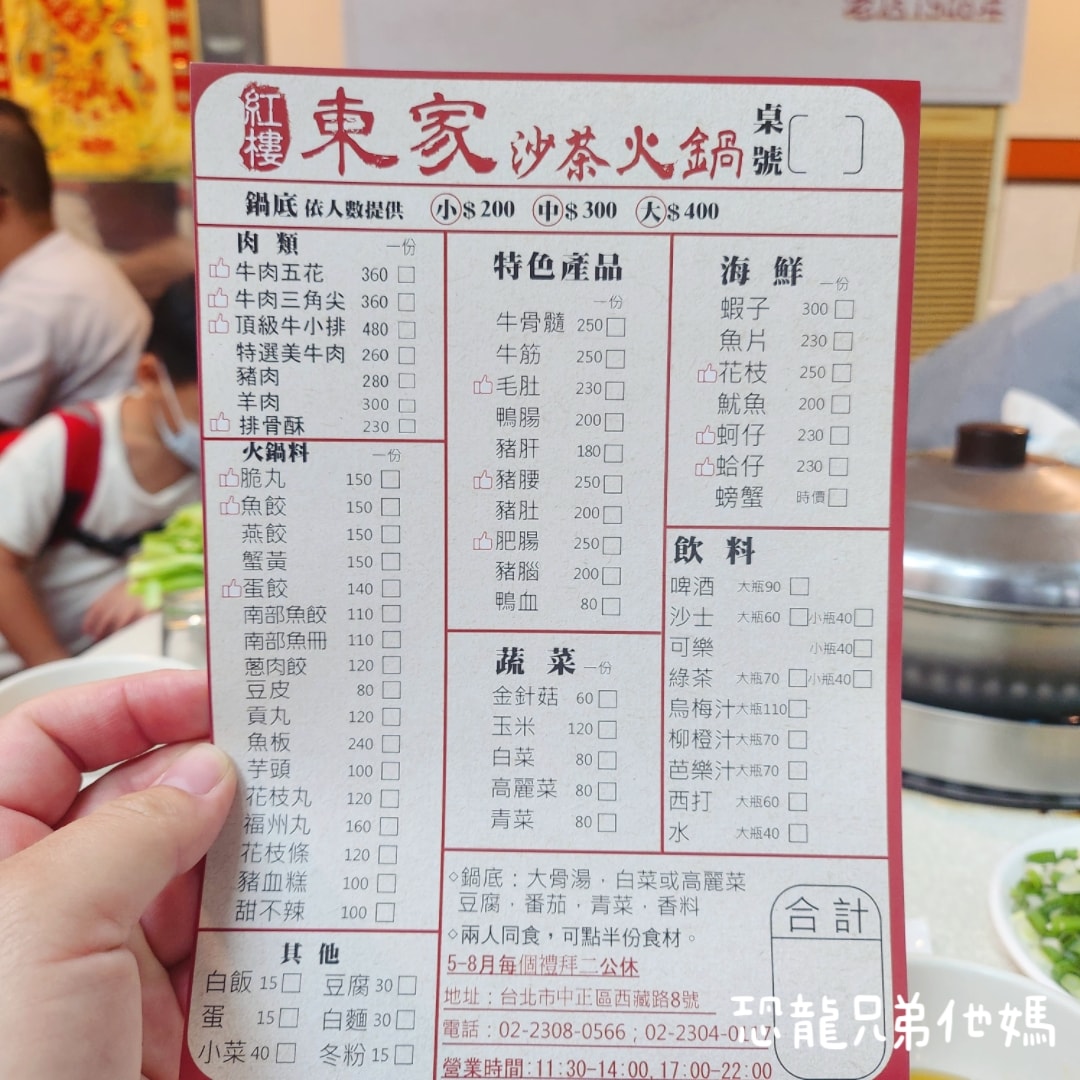 紅樓 東家 沙茶火鍋 桌號
鍋底 依人數提供 小$200 中$300 大$400
肉類 一份
牛肉五花 360
牛肉三角尖 360
頂級牛小排 480
特選美牛肉 260
豬肉 280
羊肉 300
排骨酥 230
火鍋料 一份
脆丸 150
魚餃 150
燕餃 150
蟹黃 150
蛋餃 140
南部魚餃 110
南部魚冊 110
蔥肉餃 120
豆皮 80
貢丸 120
魚板 240
芋頭 100
花枝丸 120
福州丸 160
花枝條 120
豬血糕 100
甜不辣 100
其他
白飯 15 豆腐 30
蛋 15 白麵 30
小菜 40 冬粉 15
特色產品
一份
牛骨髓 250
牛筋 250
毛肚 230
鴨腸 200
豬肝 180
豬腰 250
豬肚 200
肥腸 250
豬腦 200
鴨血 80
蔬菜 一份
金針菇 60
玉米 120
白菜 80
高麗菜 80
青菜 80
海鮮 一份
蝦子 300
魚片 230
花枝 250
魷魚 200
蚵仔 230
蛤仔 230
螃蟹 時價
飲料
啤酒 大瓶90
沙士 大瓶60 小瓶40
可樂 小瓶40
綠茶 大瓶70 小瓶40
烏梅汁 大瓶110
柳橙汁 大瓶70
芭樂汁 大瓶70
西打 大瓶60
水 大瓶40
◇鍋底：大骨湯．白菜或高麗菜
豆腐．番茄．青菜．香料
◇兩人同食，可點半份食材。
5-8月每個禮拜二公休
地址：台北市中正區西藏路8號
電話：02-2308-0566；02-2304-01
營業時間:11:30-14:00, 17:00-22:00
合計
恐龍兄弟他媽